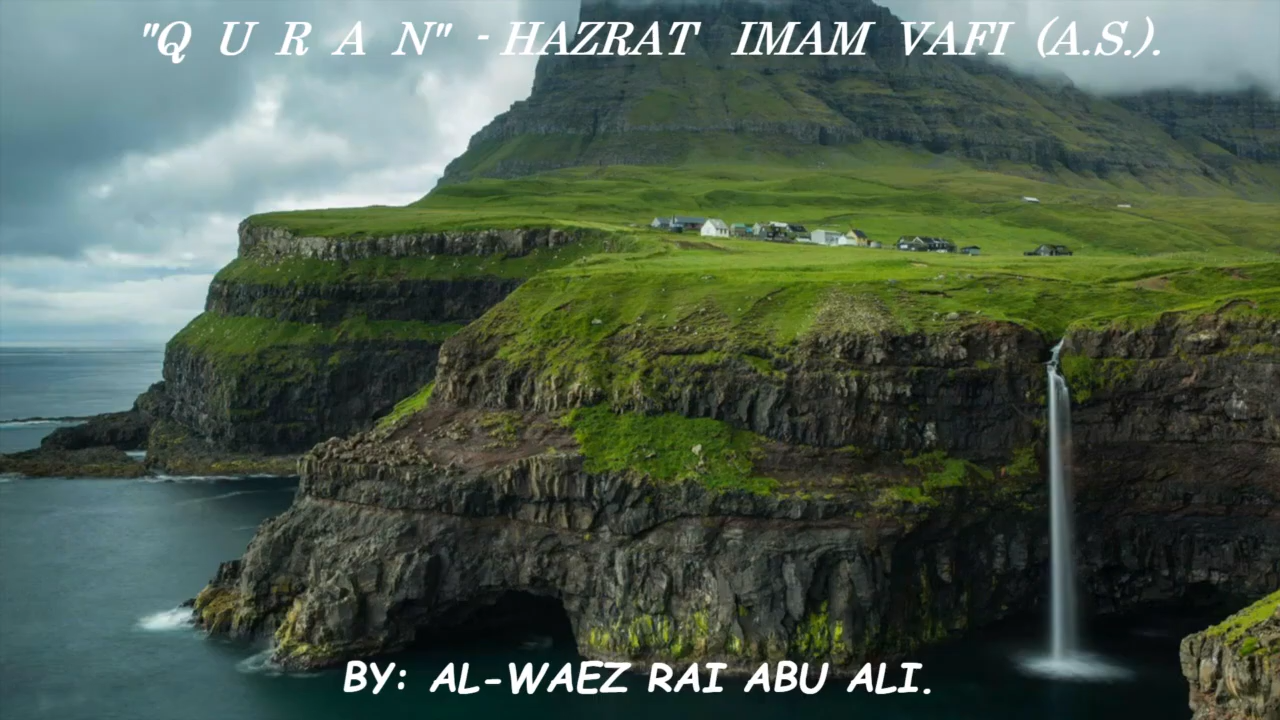 "Q U R A N" - HAZRAT IMAM VAFI (A.S.).
BY: AL-WAEZ RAI ABU ALI.